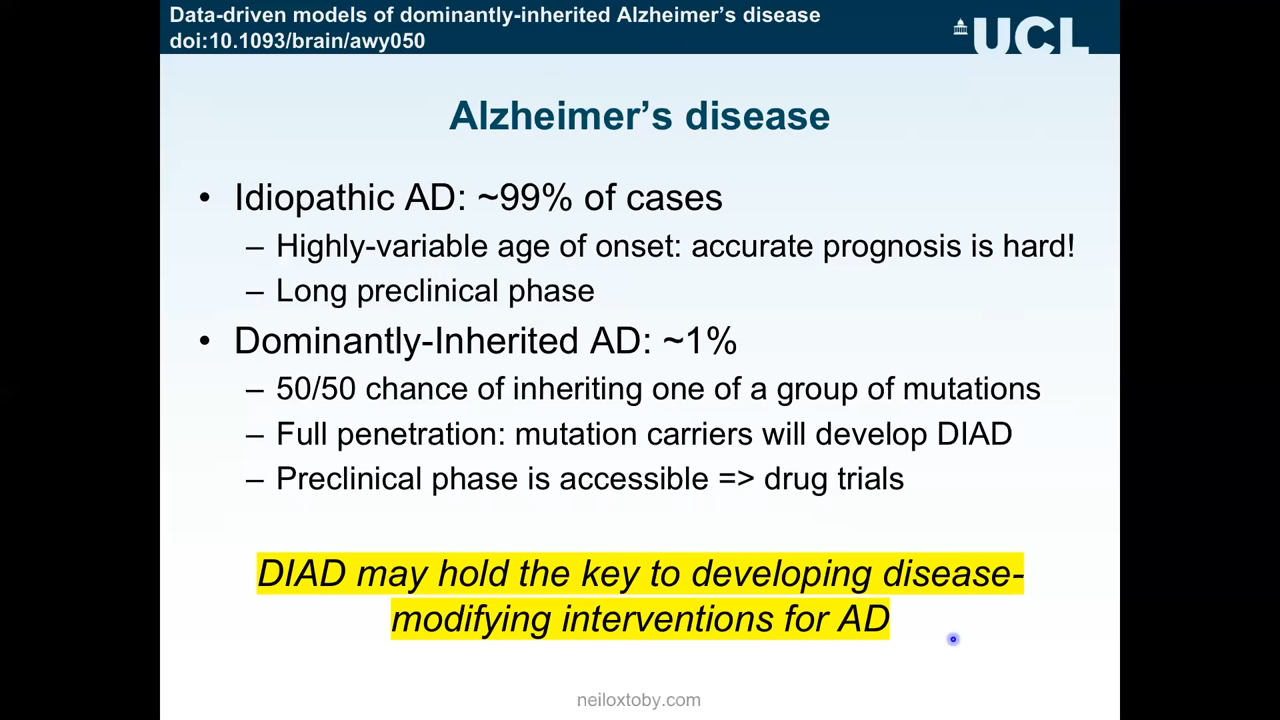 Data-driven models of dominantly-inherited Alzheimer's disease
doi:10.1093/brain/awy050
UCL
Alzheimer's disease
• Idiopathic AD: ~99% of cases
– Highly-variable age of onset: accurate prognosis is hard!
– Long preclinical phase
• Dominantly-Inherited AD: ~1%
– 50/50 chance of inheriting one of a group of mutations
– Full penetration: mutation carriers will develop DIAD
– Preclinical phase is accessible => drug trials
DIAD may hold the key to developing disease-
modifying interventions for AD
neiloxtoby.com